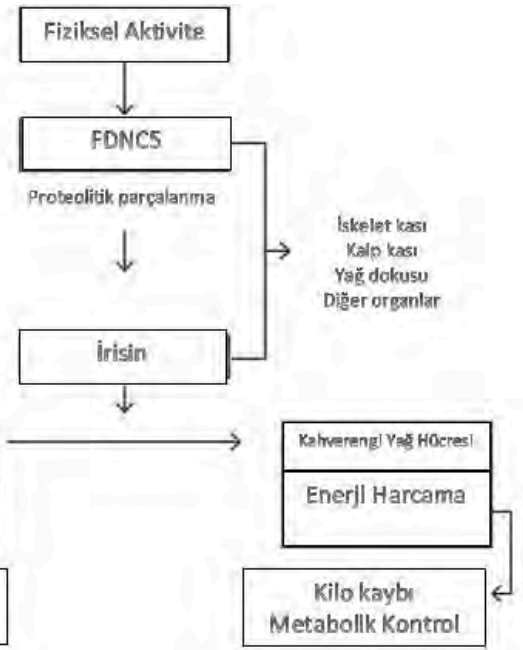 Fiziksel Aktivite
FDNC5
Proteolitik parçalanma
İskelet kası
Kalp kası
Yağ dokusu
Diğer organlar
İrisin
Kahverengi Yağ Hücresi
Enerji Harcama
Kilo kaybı
Metabolik Kontrol